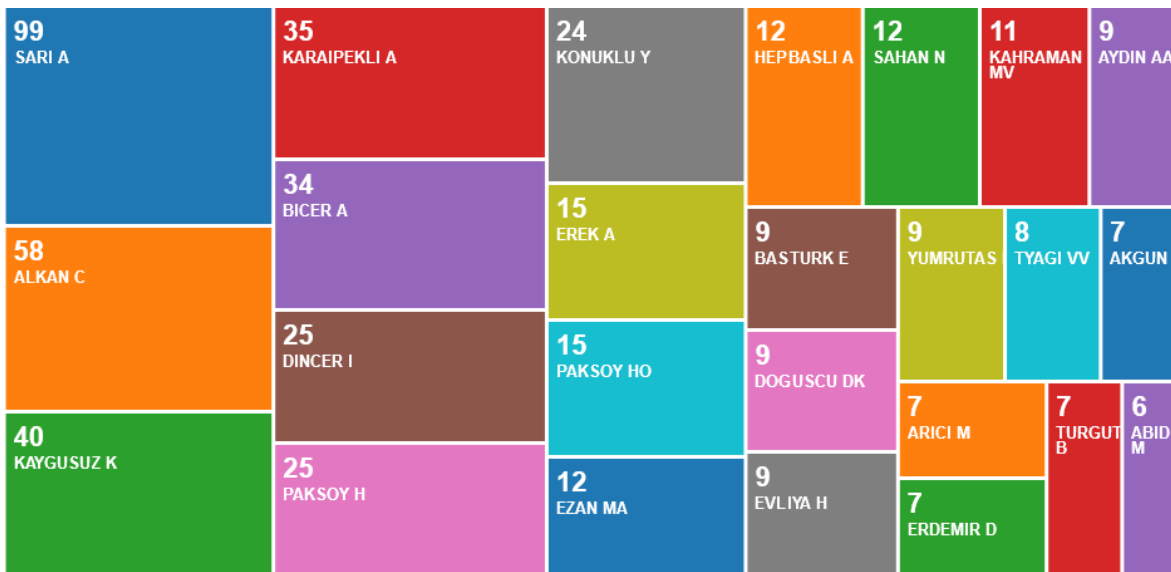 99
SARI A
58
ALKAN C
40
KAYGUSUZ K
35
KARAIPEKLI A
34
BICER A
25
DINCER I
25
PAKSOY H
24
KONUKLU Y
15
EREK A
15
PAKSOY HO
12
EZAN MA
12
HEPBASLI A
12
SAHAN N
11
KAHRAMAN
MV
9
AYDIN AA
9
BASTURK E
9
DOGUSCU DK
9
EVLIYA H
9
YUMRUTAS
8
TYAGI VV
7
AKGUN
7
ARICI M
7
ERDEMIR D
7
TURGUT
B
6
ABID
M